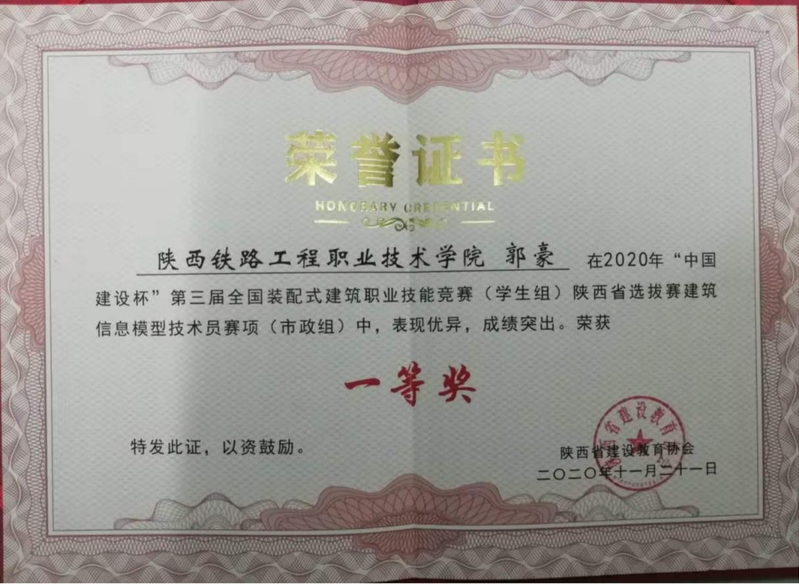 荣誉证书
HONORARY CREDENTIAL
陕西铁路工程职业技术学院 郭豪 在2020年“中国
建设杯”第三届全国装配式建筑职业技能竞赛（学生组）陕西省选拔赛建筑
信息模型技术员赛项（市政组）中，表现优异，成绩突出。荣获
一等奖
特发此证，以资鼓励。
陕西省建设教育协会
二〇二〇年十一月二十一日